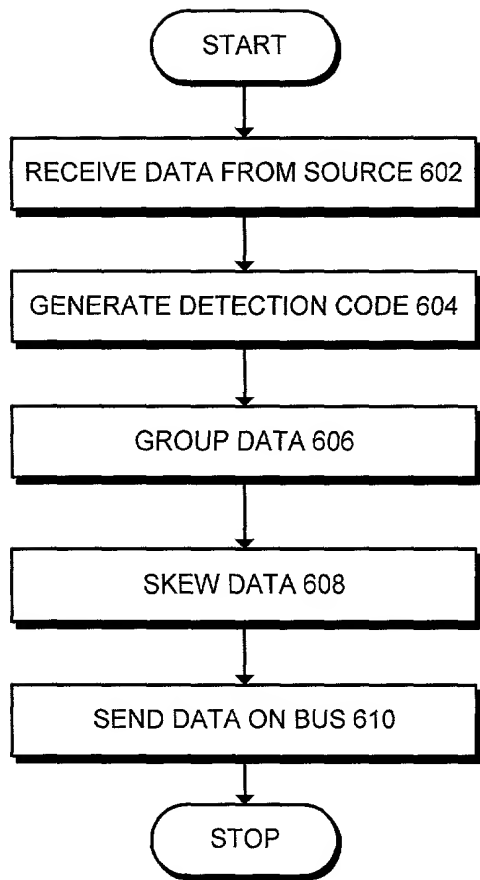 START
RECEIVE DATA FROM SOURCE 602
GENERATE DETECTION CODE 604
GROUP DATA 606
SKEW DATA 608
SEND DATA ON BUS 610
STOP